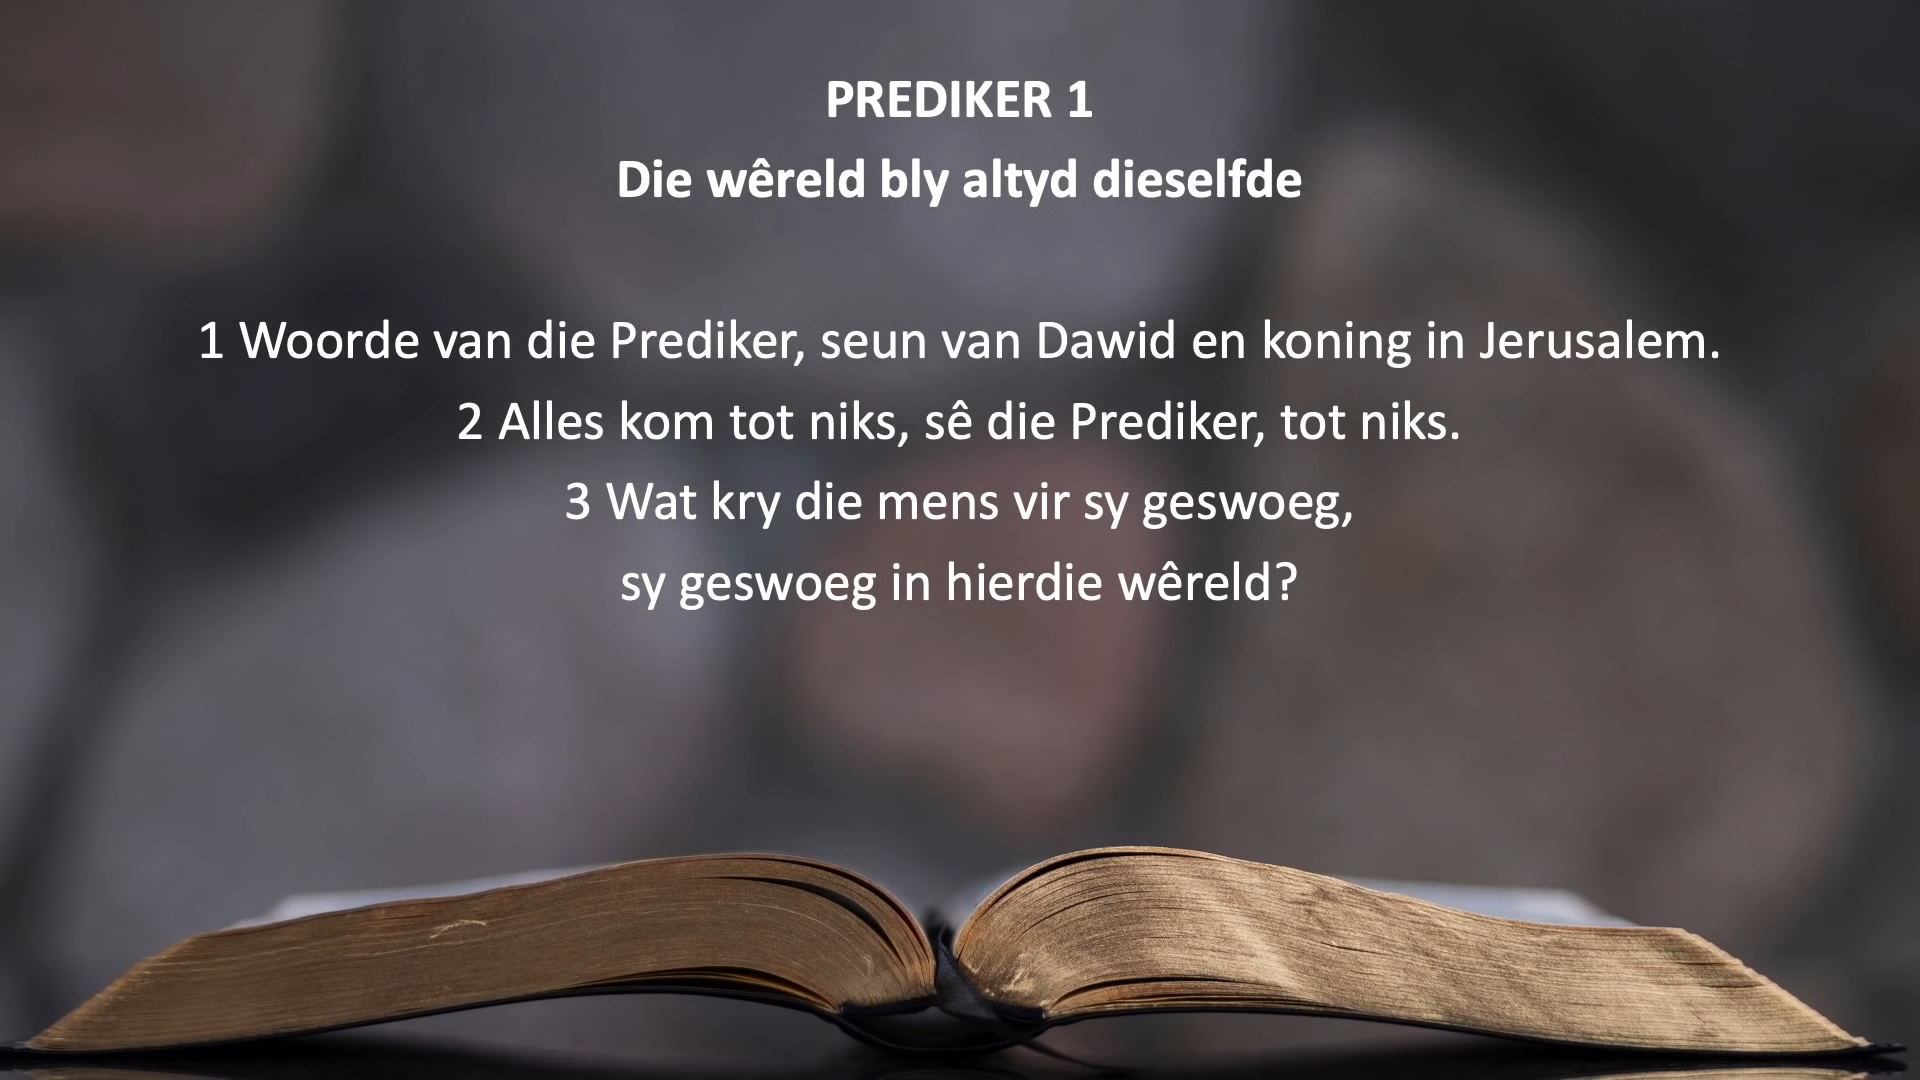 PREDIKER 1
Die wêreld bly altyd dieselfde
1 Woorde van die Prediker, seun van Dawid en koning in Jerusalem.
2 Alles kom tot niks, sê die Prediker, tot niks.
3 Wat kry die mens vir sy geswoeg,
sy geswoeg in hierdie wêreld?